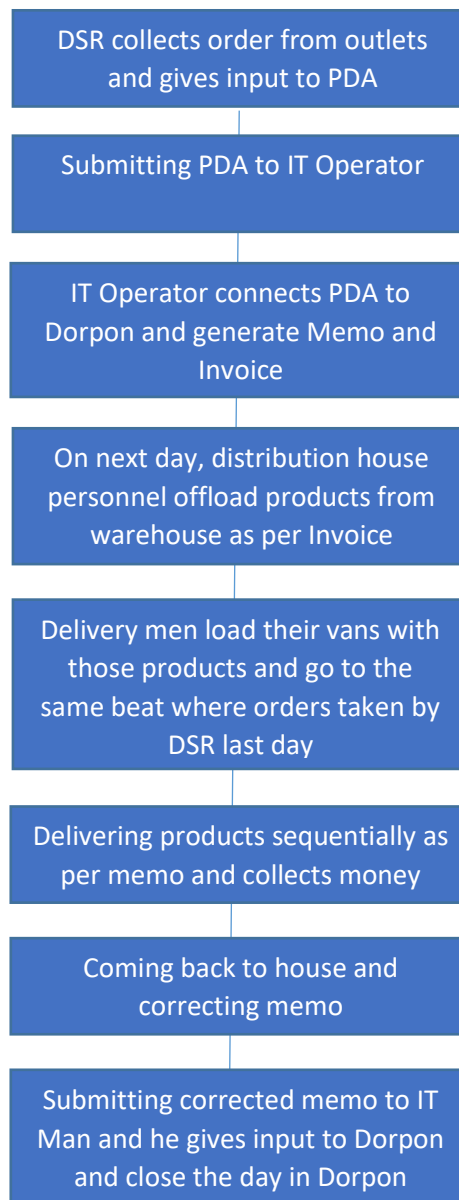 DSR collects order from outlets
and gives input to PDA
Submitting PDA to IT Operator
IT Operator connects PDA to
Dorpon and generate Memo and
Invoice
On next day, distribution house
personnel offload products from
warehouse as per Invoice
Delivery men load their vans with
those products and go to the
same beat where orders taken by
DSR last day
Delivering products sequentially as
per memo and collects money
Coming back to house and
correcting memo
Submitting corrected memo to IT
Man and he gives input to Dorpon
and close the day in Dorpon